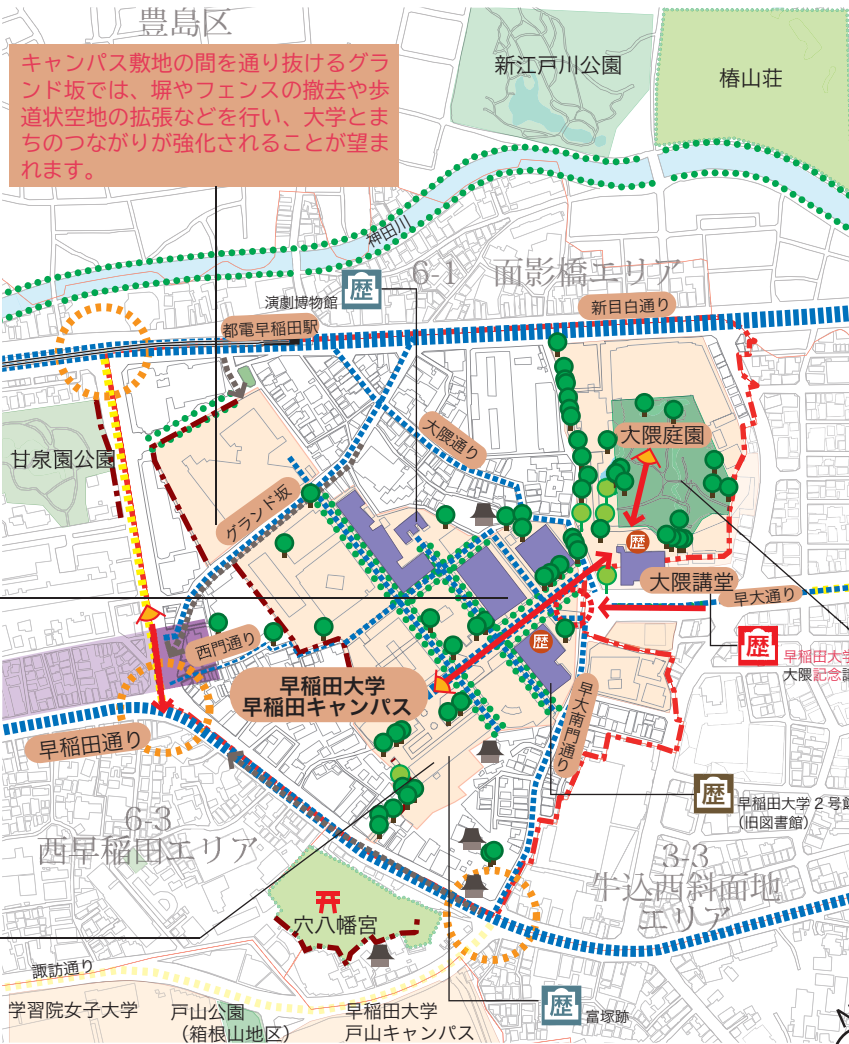 豊島区
キャンパス敷地の間を通り抜けるグラ
ンド坂では、塀やフェンスの撤去や歩
道状空地の拡張などを行い、大学とま
ちのつながりが強化されることが望ま
れます。
新江戸川公園
椿山荘
神田川
6-1 面影橋エリア
演劇博物館
歴
新目白通り
都電早稲田駅
甘泉園公園
大隈通り
大隈庭園
グランド坂
歴
大隈講堂
早大通り
西門通り
歴
歴
早稲田大学
大隈記念講
早稲田大学
早稲田キャンパス
早稲田通り
早大南門通り
歴
早稲田大学2号館
(旧図書館)
6-3
西早稲田エリア
3-3
牛込西斜面地
エリア
穴八幡宮
諏訪通り
学習院女子大学
戸山公園
(箱根山地区)
早稲田大学
戸山キャンパス
歴
富塚跡